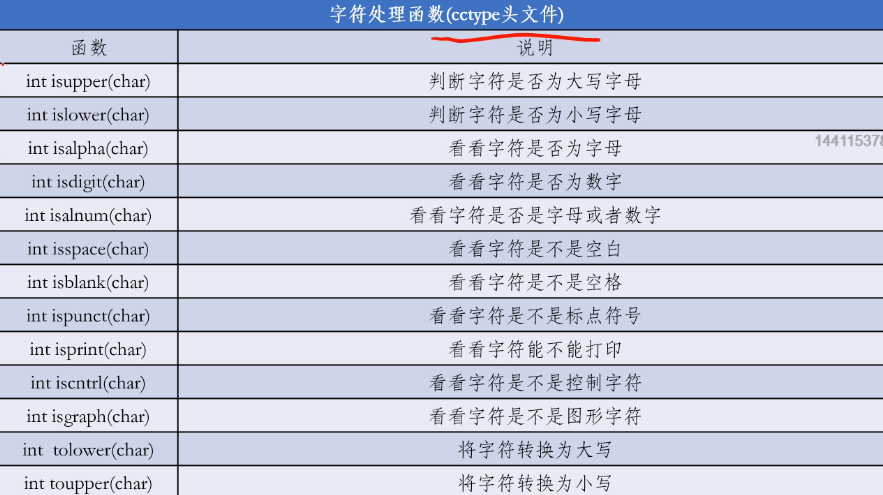 字符处理函数(cctype头文件)
函数 说明
int isupper(char) 判断字符是否为大写字母
int islower(char) 判断字符是否为小写字母
int isalpha(char) 看看字符是否为字母
int isdigit(char) 看看字符是否为数字
int isalnum(char) 看看字符是否是字母或者数字
int isspace(char) 看看字符是不是空白
int isblank(char) 看看字符是不是空格
int ispunct(char) 看看字符是不是标点符号
int isprint(char) 看看字符能不能打印
int iscntrl(char) 看看字符是不是控制字符
int isgraph(char) 看看字符是不是图形字符
int tolower(char) 将字符转换为大写
int toupper(char) 将字符转换为小写
144115378